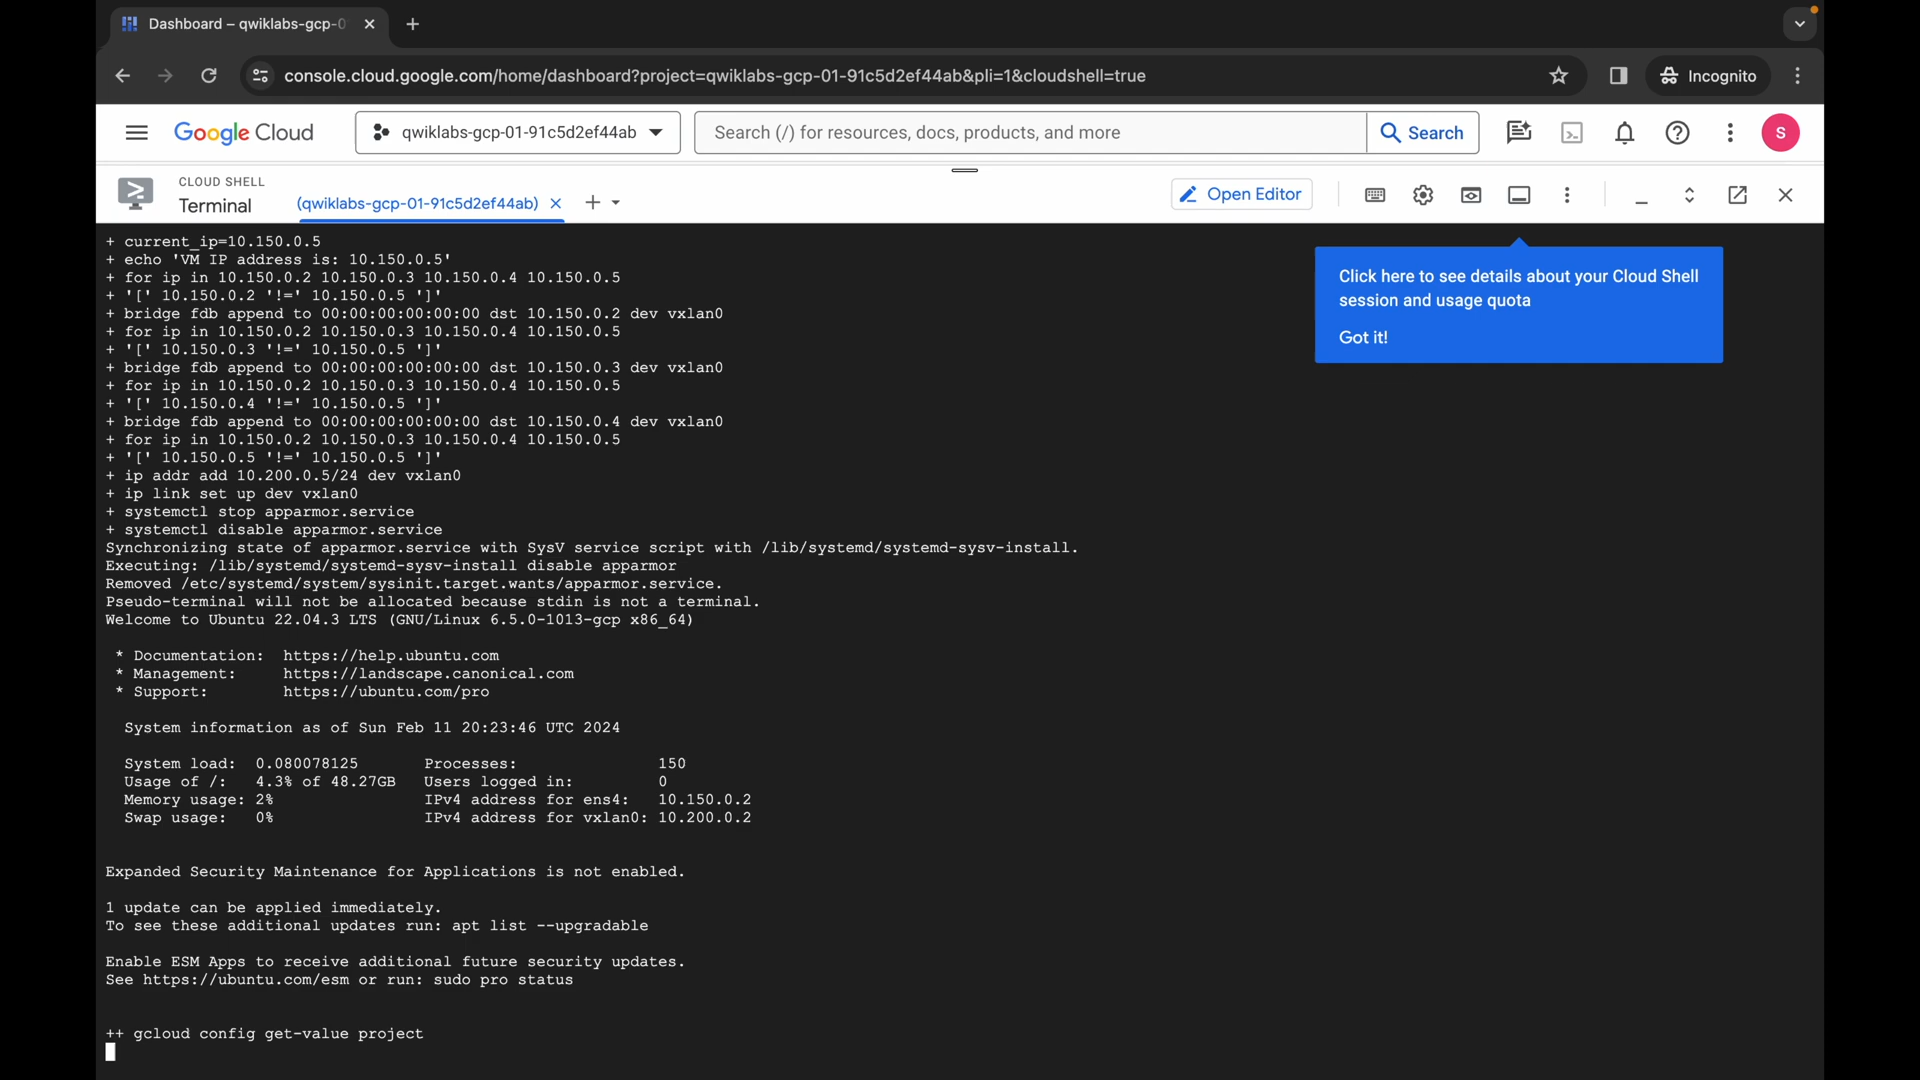 Dashboard – qwiklabs-gcp-0
console.cloud.google.com/home/dashboard?project=qwiklabs-gcp-01-91c5d2ef44ab&pli=1&cloudshell=true
Incognito
Google Cloud
qwiklabs-gcp-01-91c5d2ef44ab
Search (/) for resources, docs, products, and more
Search
S
CLOUD SHELL
Terminal
(qwiklabs-gcp-01-91c5d2ef44ab)
Open Editor
Click here to see details about your Cloud Shell
session and usage quota
Got it!
+ current_ip=10.150.0.5
+ echo 'VM IP address is: 10.150.0.5'
+ for ip in 10.150.0.2 10.150.0.3 10.150.0.4 10.150.0.5
+ '[' 10.150.0.2 '!=' 10.150.0.5 ']'
+ bridge fdb append to 00:00:00:00:00:00 dst 10.150.0.2 dev vxlan0
+ for ip in 10.150.0.2 10.150.0.3 10.150.0.4 10.150.0.5
+ '[' 10.150.0.3 '!=' 10.150.0.5 ']'
+ bridge fdb append to 00:00:00:00:00:00 dst 10.150.0.3 dev vxlan0
+ for ip in 10.150.0.2 10.150.0.3 10.150.0.4 10.150.0.5
+ '[' 10.150.0.4 '!=' 10.150.0.5 ']'
+ bridge fdb append to 00:00:00:00:00:00 dst 10.150.0.4 dev vxlan0
+ for ip in 10.150.0.2 10.150.0.3 10.150.0.4 10.150.0.5
+ '[' 10.150.0.5 '!=' 10.150.0.5 ']'
+ ip addr add 10.200.0.5/24 dev vxlan0
+ ip link set up dev vxlan0
+ systemctl stop apparmor.service
+ systemctl disable apparmor.service
Synchronizing state of apparmor.service with SysV service script with /lib/systemd/systemd-sysv-install.
Executing: /lib/systemd/systemd-sysv-install disable apparmor
Removed /etc/systemd/system/sysinit.target.wants/apparmor.service.
Pseudo-terminal will not be allocated because stdin is not a terminal.
Welcome to Ubuntu 22.04.3 LTS (GNU/Linux 6.5.0-1013-gcp x86_64)
* Documentation: https://help.ubuntu.com
* Management: https://landscape.canonical.com
* Support: https://ubuntu.com/pro
System information as of Sun Feb 11 20:23:46 UTC 2024
System load: 0.080078125 Processes: 150
Usage of /: 4.3% of 48.27GB Users logged in: 0
Memory usage: 2% IPv4 address for ens4: 10.150.0.2
Swap usage: 0% IPv4 address for vxlan0: 10.200.0.2
Expanded Security Maintenance for Applications is not enabled.
1 update can be applied immediately.
To see these additional updates run: apt list --upgradable
Enable ESM Apps to receive additional future security updates.
See https://ubuntu.com/esm or run: sudo pro status
++ gcloud config get-value project